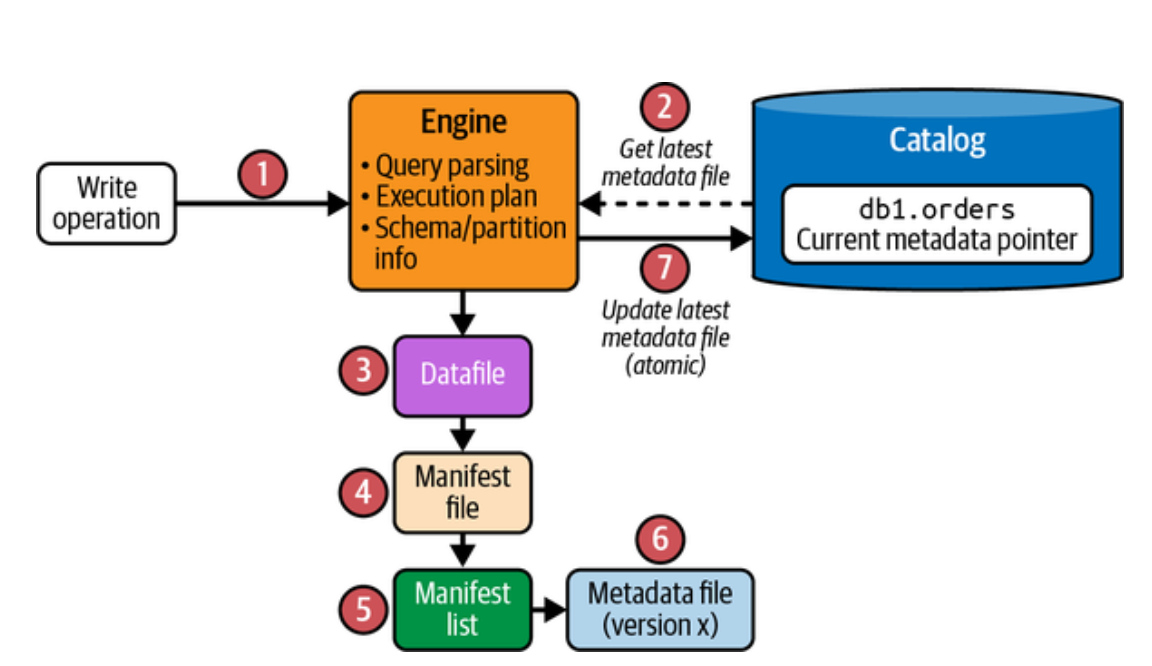 Write
operation
1
Engine
• Query parsing
• Execution plan
• Schema/partition
info
2
Get latest
metadata file
7
Update latest
metadata file
(atomic)
Catalog
db1.orders
Current metadata pointer
3
Datafile
4
Manifest
file
5
Manifest
list
6
Metadata file
(version x)